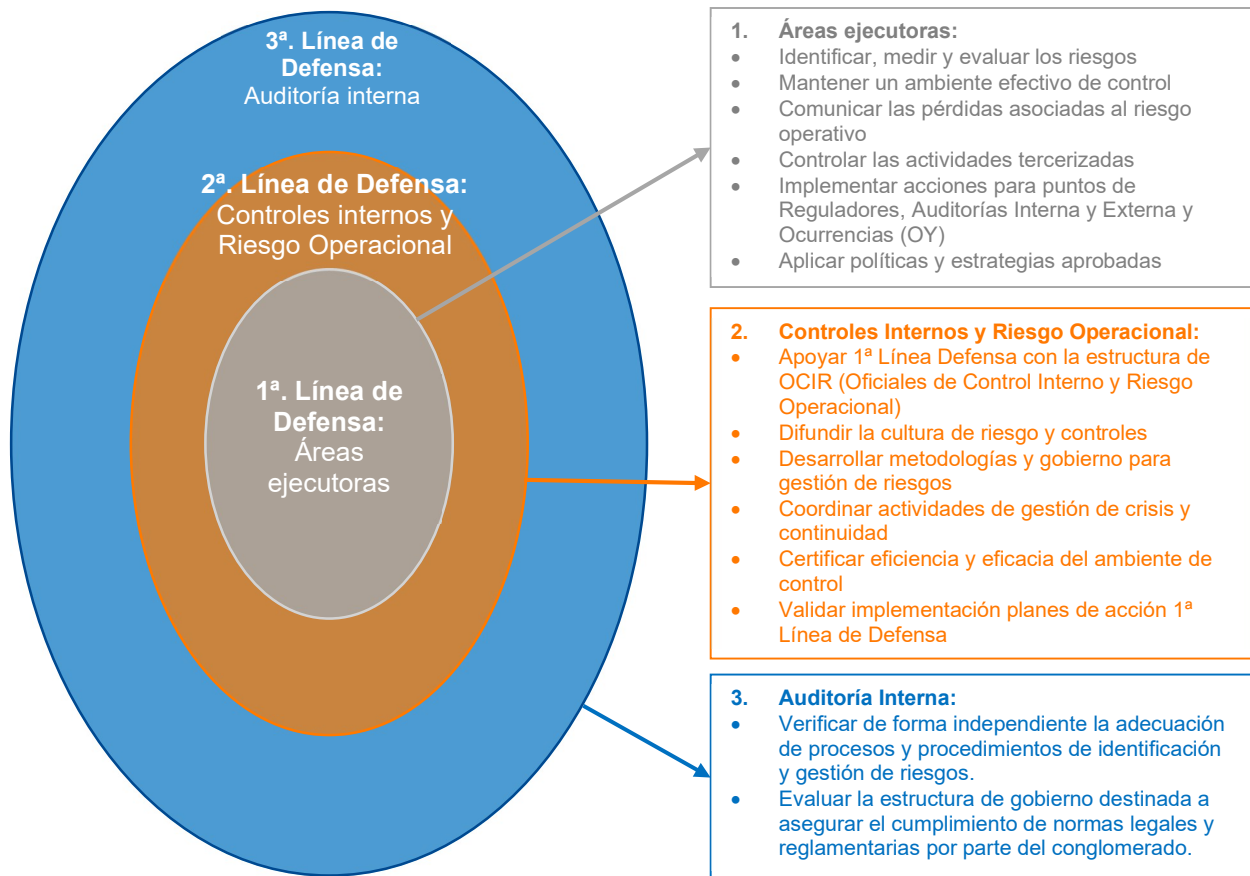 3ª. Línea de
Defensa:
Auditoría interna
2ª. Línea de Defensa:
Controles internos y
Riesgo Operacional
1ª. Línea de
Defensa:
Áreas
ejecutoras
1. Áreas ejecutoras:
• Identificar, medir y evaluar los riesgos
• Mantener un ambiente efectivo de control
• Comunicar las pérdidas asociadas al riesgo
operativo
• Controlar las actividades tercerizadas
• Implementar acciones para puntos de
Reguladores, Auditorías Interna y Externa y
Ocurrencias (OY)
• Aplicar políticas y estrategias aprobadas
2. Controles Internos y Riesgo Operacional:
• Apoyar 1ª Línea Defensa con la estructura de
OCIR (Oficiales de Control Interno y Riesgo
Operacional)
• Difundir la cultura de riesgo y controles
• Desarrollar metodologías y gobierno para
gestión de riesgos
• Coordinar actividades de gestión de crisis y
continuidad
• Certificar eficiencia y eficacia del ambiente de
control
• Validar implementación planes de acción 1ª
Línea de Defensa
3. Auditoría Interna:
• Verificar de forma independiente la adecuación
de procesos y procedimientos de identificación
y gestión de riesgos.
• Evaluar la estructura de gobierno destinada a
asegurar el cumplimiento de normas legales y
reglamentarias por parte del conglomerado.